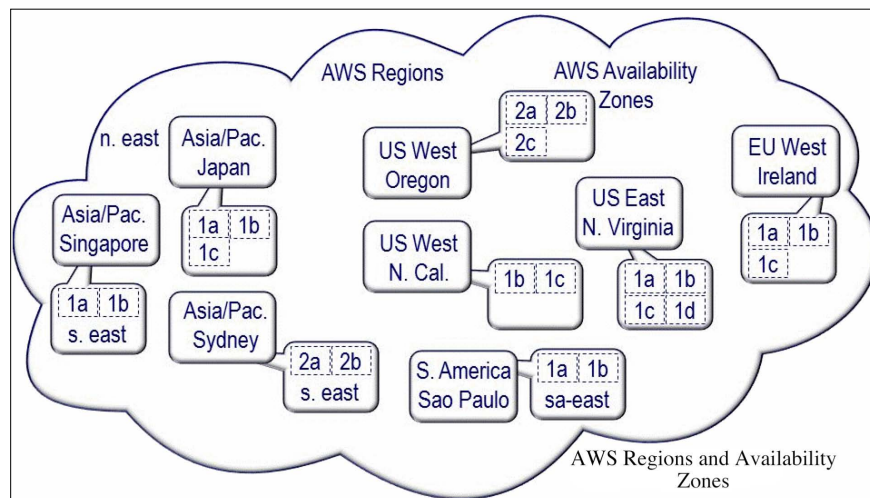 AWS Regions
AWS Availability
Zones
n. east
Asia/Pac.
Japan
1a 1b
1c
Asia/Pac.
Singapore
1a 1b
s. east
Asia/Pac.
Sydney
2a 2b
s. east
US West
Oregon
2a 2b
2c
US West
N. Cal.
1b 1c
US East
N. Virginia
1a 1b
1c 1d
EU West
Ireland
1a 1b
1c
S. America
Sao Paulo
1a 1b
sa-east
AWS Regions and Availability
Zones